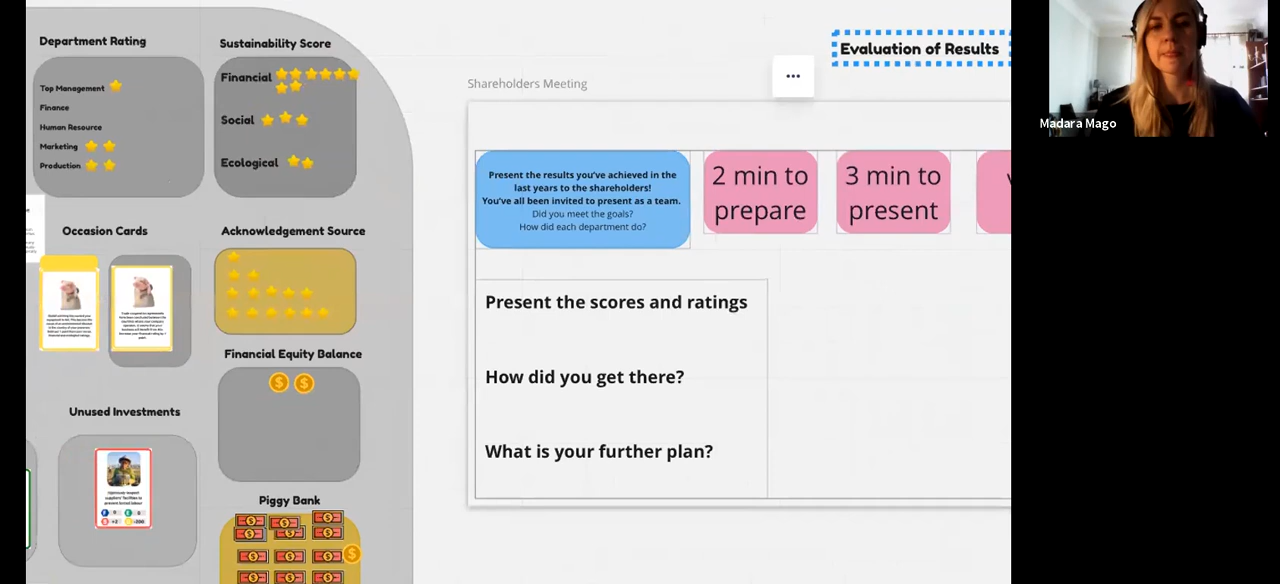 Department Rating
Top Management
Finance
Human Resource
Marketing
Production
Sustainability Score
Financial
Social
Ecological
Occasion Cards
Acknowledgement Source
Financial Equity Balance
Unused Investments
Piggy Bank
Shareholders Meeting
Evaluation of Results
Present the results you've achieved in the
last years to the shareholders!
You've all been invited to present as a team.
Did you meet the goals?
How did each department do?
2 min to
prepare
3 min to
present
Present the scores and ratings
How did you get there?
What is your further plan?
Madara Mago